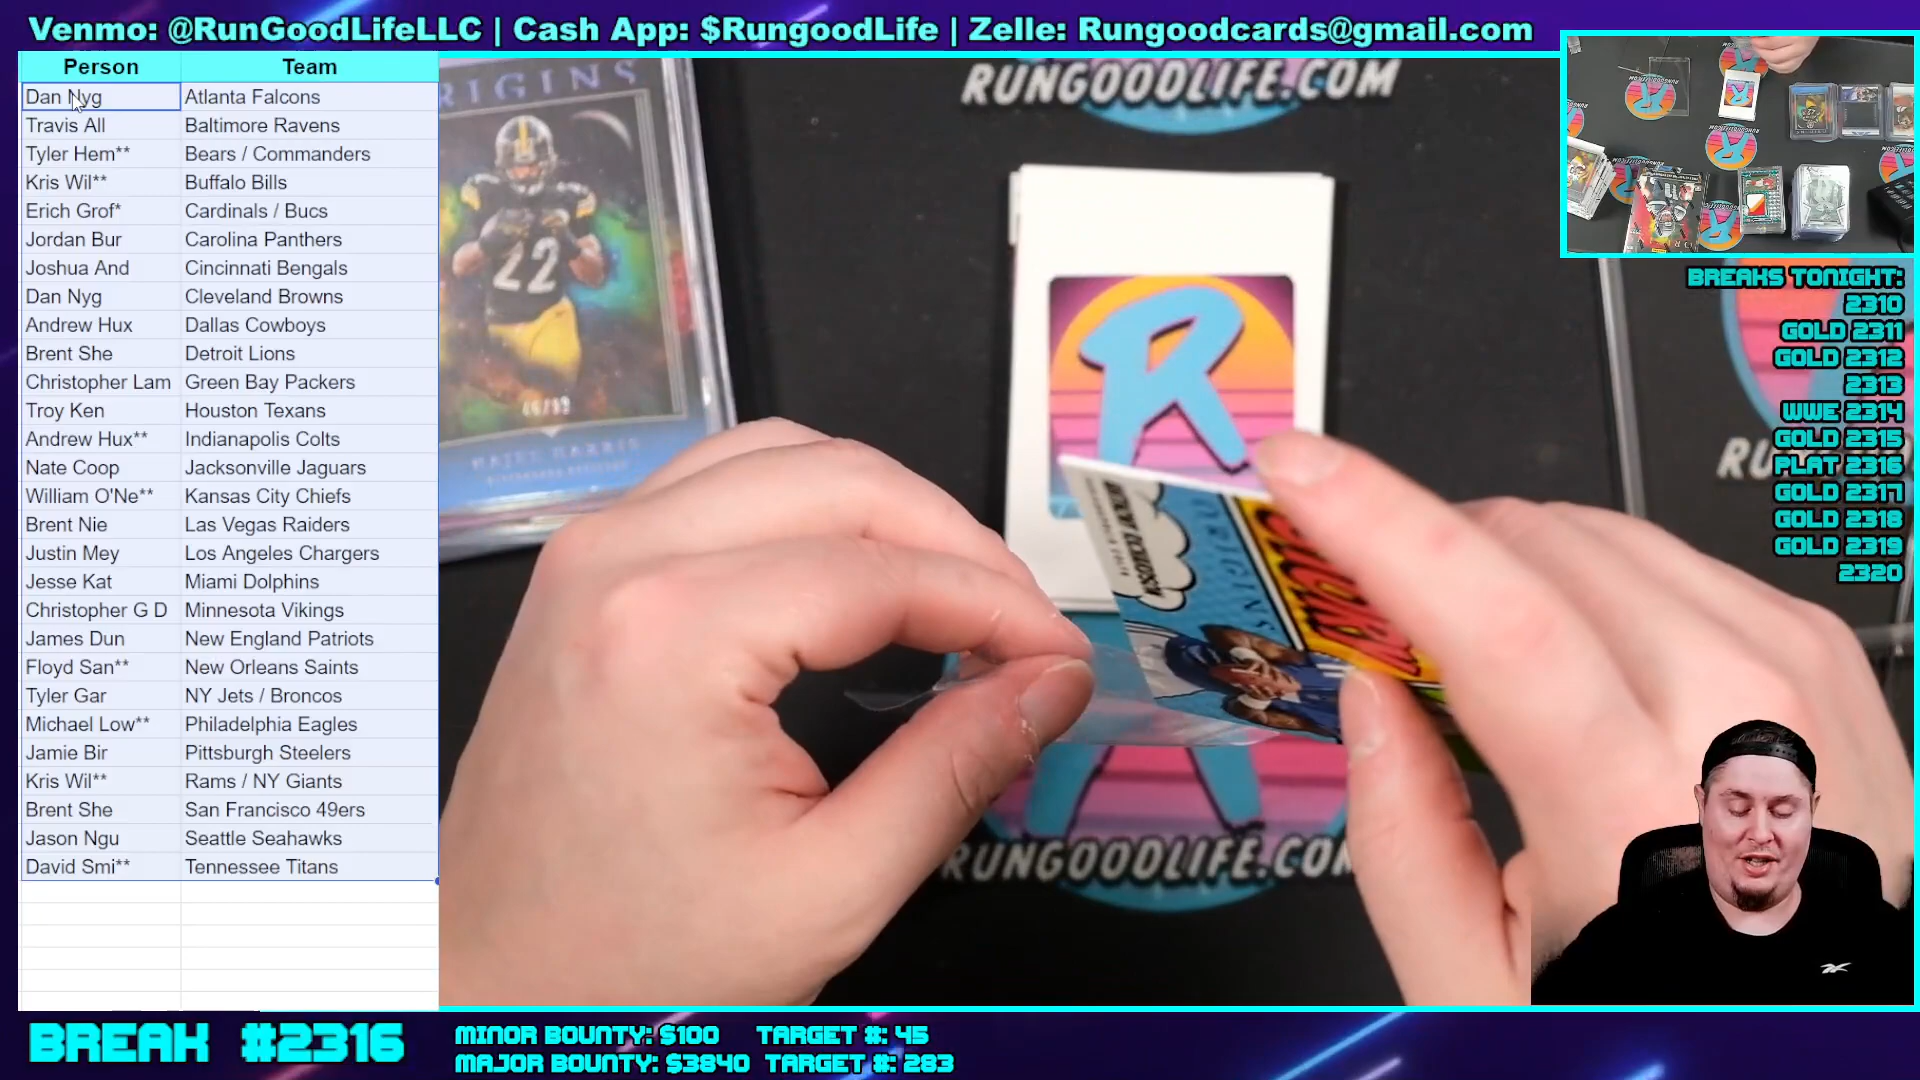 Venmo: @RunGoodLifeLLC | Cash App: $RungoodLife | Zelle: Rungoodcards@gmail.com
Person Team
Dan Nyg Atlanta Falcons
Travis All Baltimore Ravens
Tyler Hem** Bears / Commanders
Kris Wil** Buffalo Bills
Erich Grof* Cardinals / Bucs
Jordan Bur Carolina Panthers
Joshua And Cincinnati Bengals
Dan Nyg Cleveland Browns
Andrew Hux Dallas Cowboys
Brent She Detroit Lions
Christopher Lam Green Bay Packers
Troy Ken Houston Texans
Andrew Hux** Indianapolis Colts
Nate Coop Jacksonville Jaguars
William O'Ne** Kansas City Chiefs
Brent Nie Las Vegas Raiders
Justin Mey Los Angeles Chargers
Jesse Kat Miami Dolphins
Christopher G D Minnesota Vikings
James Dun New England Patriots
Floyd San** New Orleans Saints
Tyler Gar NY Jets / Broncos
Michael Low** Philadelphia Eagles
Jamie Bir Pittsburgh Steelers
Kris Wil** Rams / NY Giants
Brent She San Francisco 49ers
Jason Ngu Seattle Seahawks
David Smi** Tennessee Titans
RIGINS
22
NAJEE HARRIS
RUNGOODLIFE.COM
R
ORIGINS
RUNGOODLIFE.COM
RUN
BREAKS TONIGHT:
2310
GOLD 2311
GOLD 2312
2313
WWE 2314
GOLD 2315
PLAT 2316
GOLD 2317
GOLD 2318
GOLD 2319
2320
BREAK #2316
MINOR BOUNTY: $100 TARGET #: 45
MAJOR BOUNTY: $3840 TARGET #: 283